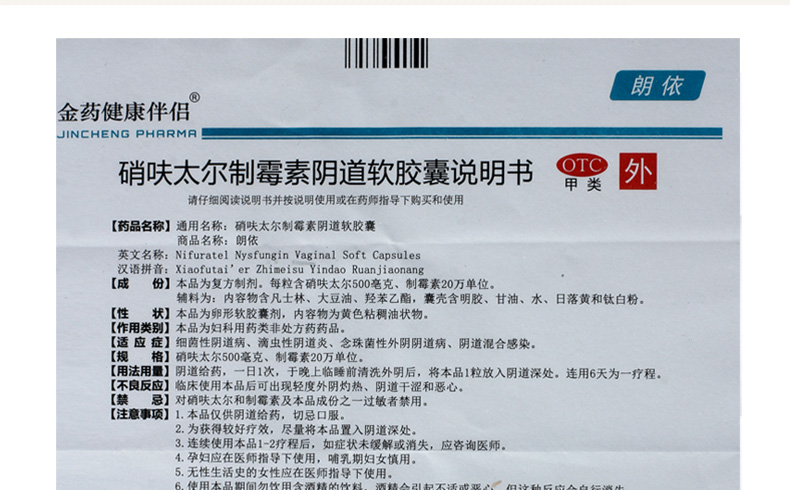 朗依
金药健康伴侣®
JINCHENG PHARMA
硝呋太尔制霉素阴道软胶囊说明书
OTC
甲类
外
请仔细阅读说明书并按说明使用或在药师指导下购买和使用
【药品名称】通用名称：硝呋太尔制霉素阴道软胶囊
商品名称：朗依
英文名称：Nifuratel Nysfungin Vaginal Soft Capsules
汉语拼音：Xiaofutai'er Zhimeisu Yindao Ruanjiaonang
【成 份】本品为复方制剂。每粒含硝呋太尔500毫克、制霉素20万单位。
辅料为：内容物含凡士林、大豆油、羟苯乙酯，囊壳含明胶、甘油、水、日落黄和钛白粉。
【性 状】本品为卵形软胶囊剂，内容物为黄色粘稠油状物。
【作用类别】本品为妇科用药类非处方药药品。
【适 应 症】细菌性阴道病、滴虫性阴道炎、念珠菌性外阴阴道病、阴道混合感染。
【规 格】硝呋太尔500毫克、制霉素20万单位。
【用法用量】阴道给药，一日1次，于晚上临睡前清洗外阴后，将本品1粒放入阴道深处。连用6天为一疗程。
【不良反应】临床使用本品后可出现轻度外阴灼热、阴道干涩和恶心。
【禁 忌】对硝呋太尔和制霉素及本品成份之一过敏者禁用。
【注意事项】1.本品仅供阴道给药，切忌口服。
2.为获得较好疗效，尽量将本品置入阴道深处。
3.连续使用本品1-2疗程后，如症状未缓解或消失，应咨询医师。
4.孕妇应在医师指导下使用，哺乳期妇女慎用。
5.无性生活史的女性应在医师指导下使用。
6.使用本品期间勿饮用含酒精的饮料，酒精会引起不适或恶心，但这种反应会自行消失